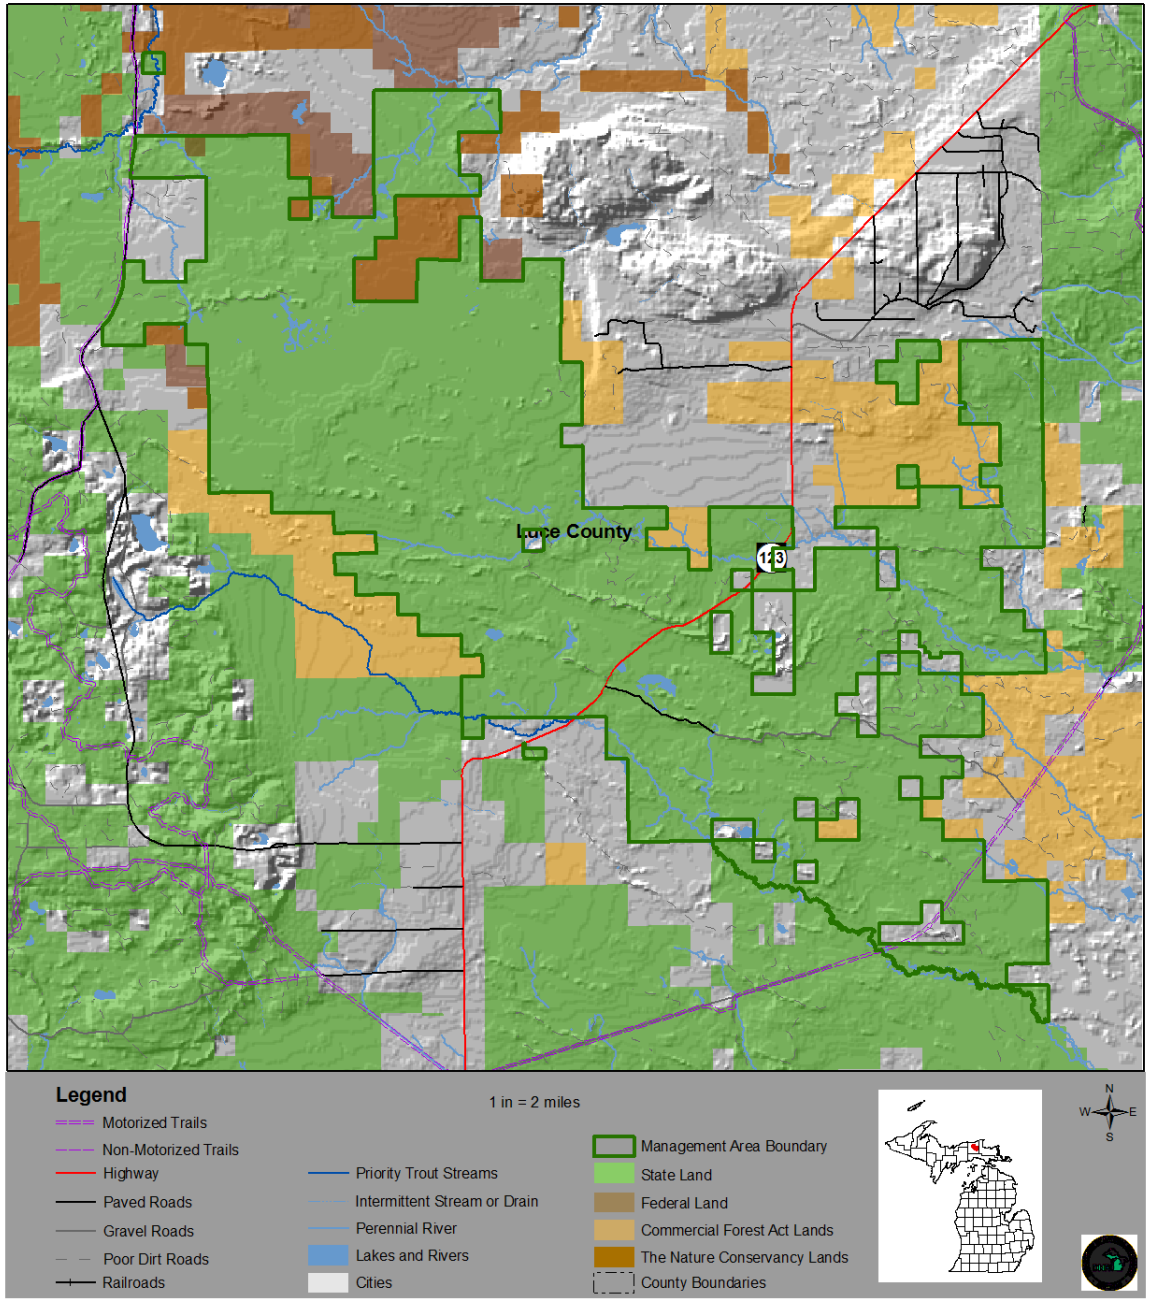 Luce County
123
Legend
1 in = 2 miles
Motorized Trails
Non-Motorized Trails
Highway
Paved Roads
Gravel Roads
Poor Dirt Roads
Railroads
Priority Trout Streams
Intermittent Stream or Drain
Perennial River
Lakes and Rivers
Cities
Management Area Boundary
State Land
Federal Land
Commercial Forest Act Lands
The Nature Conservancy Lands
County Boundaries
N
W E
S